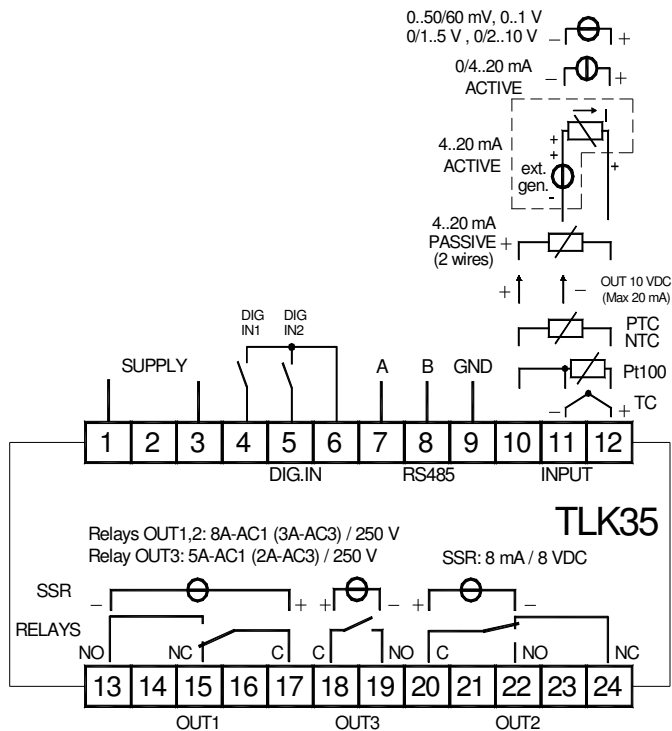 0..50/60 mV, 0..1 V
0/1..5 V , 0/2..10 V - +
0/4..20 mA - +
ACTIVE
I
+
4..20 mA +
ACTIVE ext. +
gen.
-
4..20 mA
PASSIVE + 
(2 wires)
+ - OUT 10 VDC
(Max 20 mA)
PTC
NTC
DIG DIG
IN1 IN2
SUPPLY A B GND Pt100
- + TC
1 2 3 4 5 6 7 8 9 10 11 12
DIG.IN RS485 INPUT
TLK35
Relays OUT1,2: 8A-AC1 (3A-AC3) / 250 V
Relay OUT3: 5A-AC1 (2A-AC3) / 250 V SSR: 8 mA / 8 VDC
SSR - + + - + -
RELAYS
NO NC C C NO C NO NC
13 14 15 16 17 18 19 20 21 22 23 24
OUT1 OUT3 OUT2